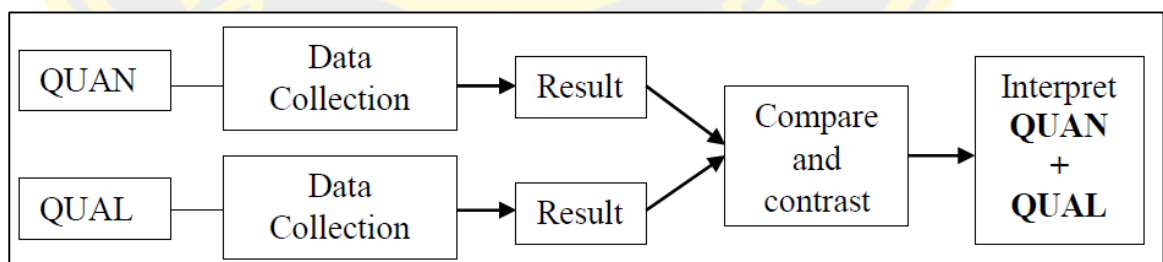 QUAN
Data
Collection
Result
QUAL
Data
Collection
Result
Compare
and
contrast
Interpret
QUAN
+
QUAL